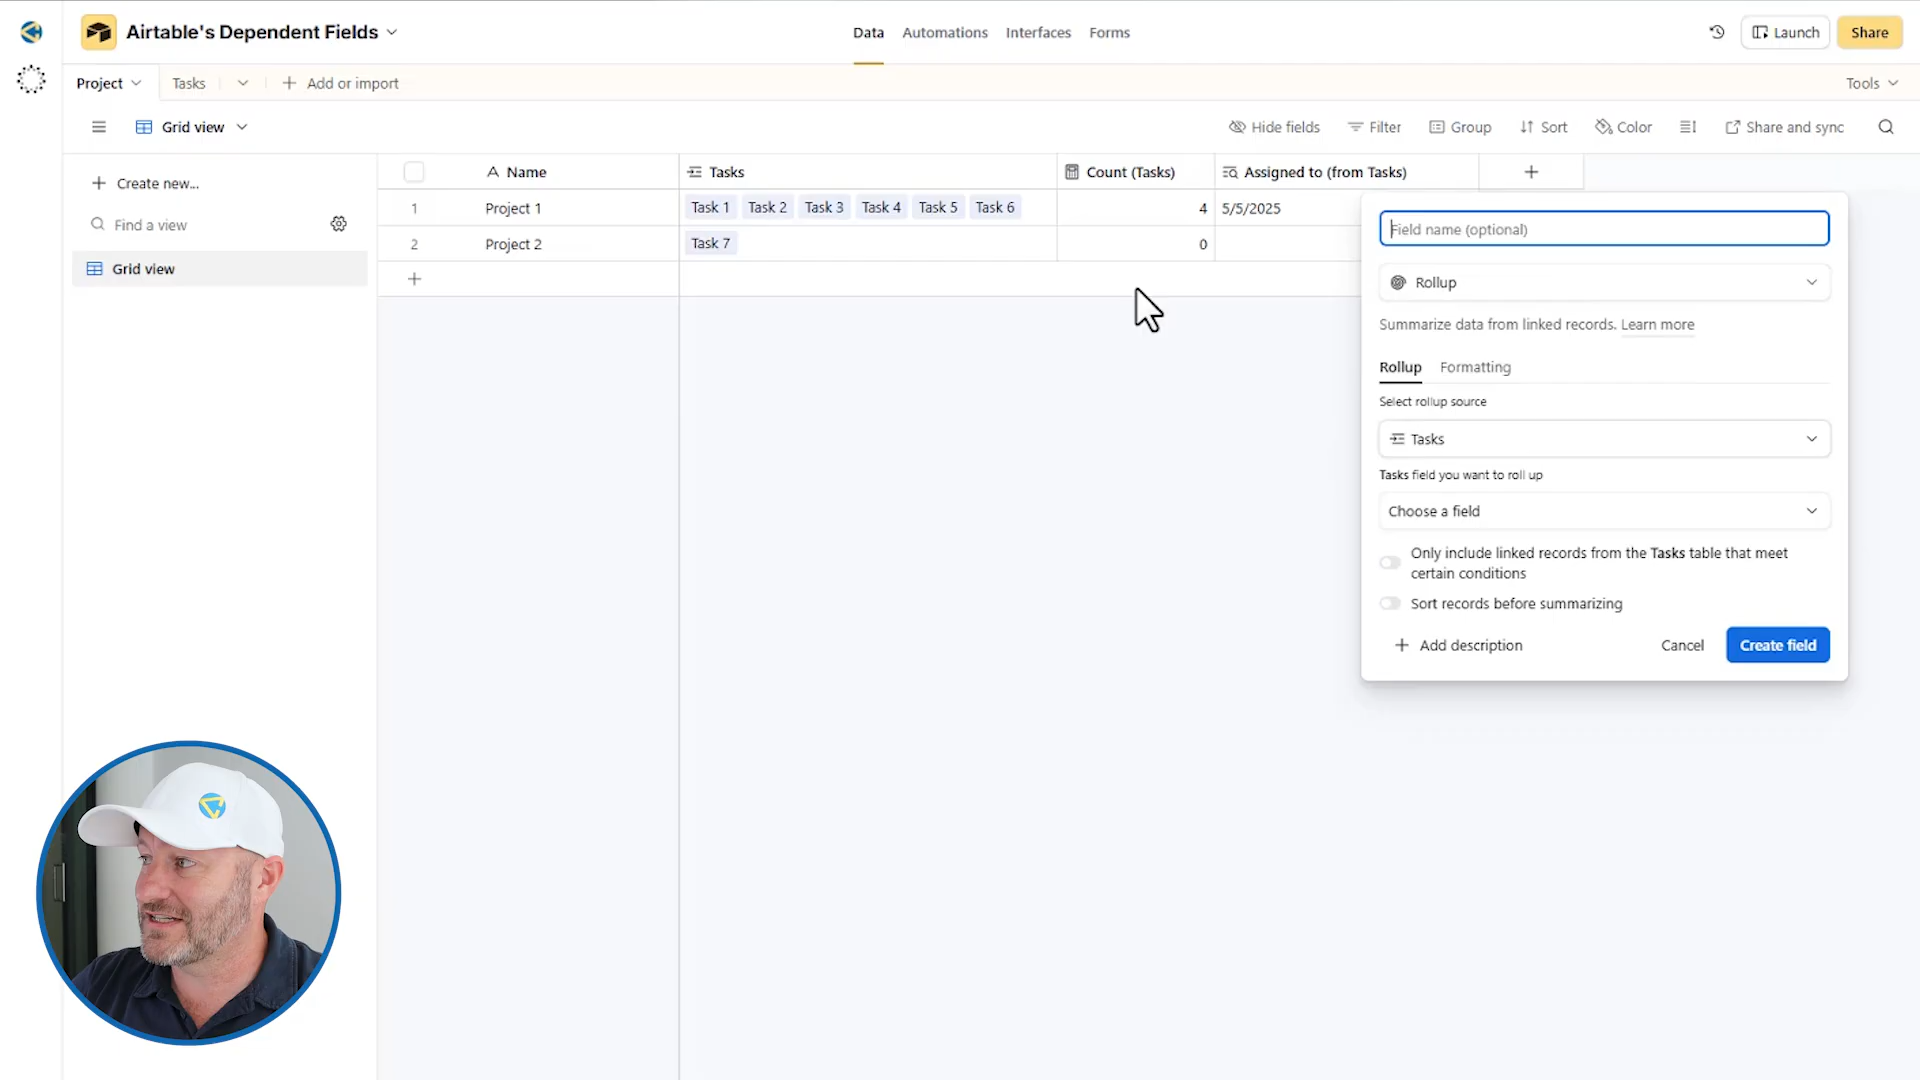 Airtable's Dependent Fields
Data Automations Interfaces Forms
Launch
Share
Project Tasks Add or import Tools
Grid view Hide fields Filter Group Sort Color Share and sync
Create new...
Find a view
Grid view
Name Tasks Count (Tasks) Assigned to (from Tasks)
1 Project 1 Task 1 Task 2 Task 3 Task 4 Task 5 Task 6 4 5/5/2025
2 Project 2 Task 7 0
Field name (optional)
Rollup
Summarize data from linked records. Learn more
Rollup Formatting
Select rollup source
Tasks
Tasks field you want to roll up
Choose a field
Only include linked records from the Tasks table that meet
certain conditions
Sort records before summarizing
Add description Cancel Create field